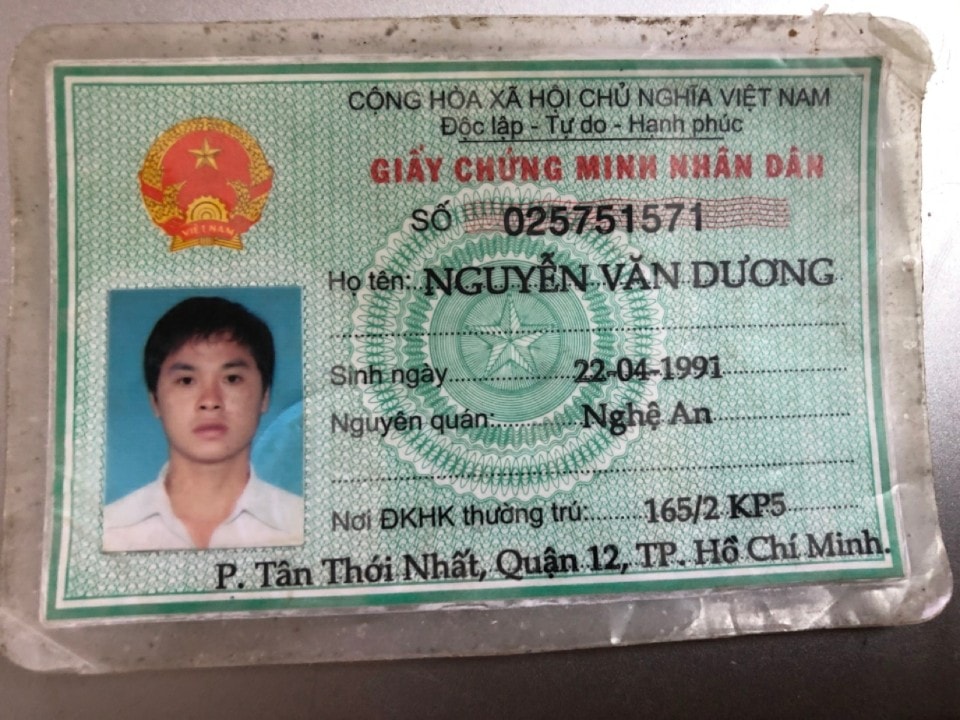 CỘNG HÒA XÃ HỘI CHỦ NGHĨA VIỆT NAM
Độc lập - Tự do - Hạnh phúc
GIẤY CHỨNG MINH NHÂN DÂN
SỐ 025751571
Họ tên: NGUYỄN VĂN DƯƠNG
Sinh ngày 22-04-1991
Nguyên quán: Nghệ An
Nơi ĐKHK thường trú: 165/2 KP5
P. Tân Thới Nhất, Quận 12, TP. Hồ Chí Minh.
VIỆT NAM